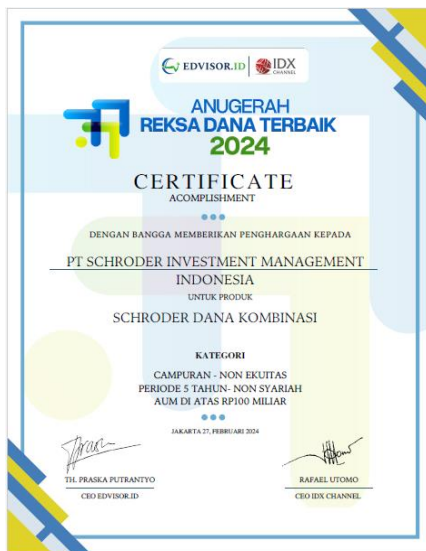 EDVISOR.ID IDX CHANNEL
ANUGERAH
REKSA DANA TERBAIK
2024
CERTIFICATE
ACOMPLISHMENT
DENGAN BANGGA MEMBERIKAN PENGHARGAAN KEPADA
PT SCHRODER INVESTMENT MANAGEMENT
INDONESIA
UNTUK PRODUK
SCHRODER DANA KOMBINASI
KATEGORI
CAMPURAN - NON EKUITAS
PERIODE 5 TAHUN- NON SYARIAH
AUM DI ATAS RP100 MILIAR
JAKARTA 27, FEBRUARI 2024
TH. PRASKA PUTRANTYO
CEO EDVISOR.ID
RAFAEL UTOMO
CEO IDX CHANNEL